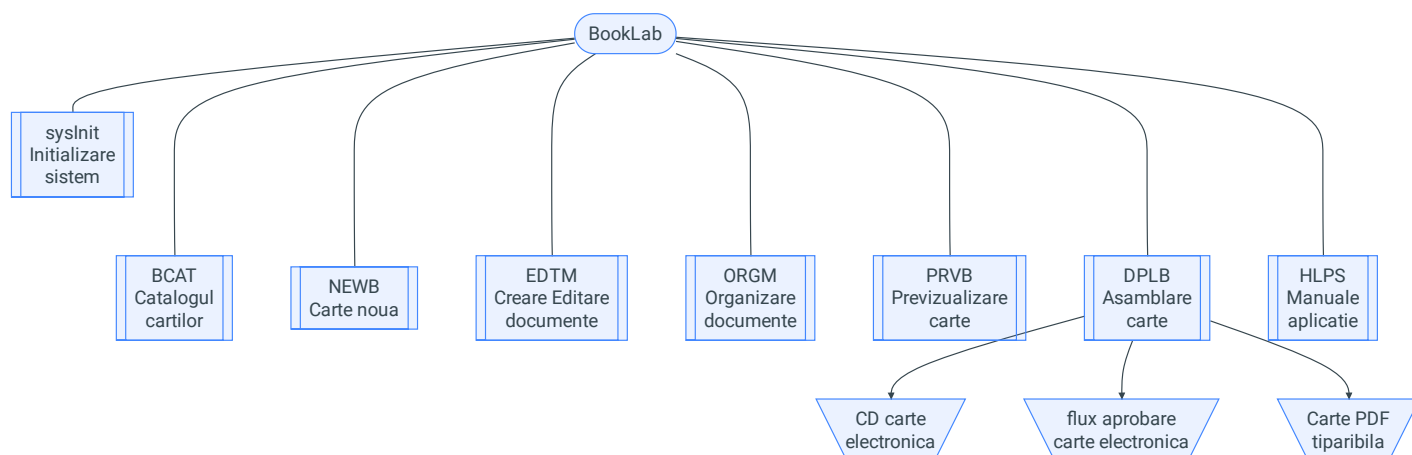 BookLab
sysInit
Initializare
sistem
BCAT
Catalogul
cartilor
NEWB
Carte noua
EDTM
Creare Editare
documente
ORGM
Organizare
documente
PRVB
Previzualizare
carte
DPLB
Asamblare
carte
HLPS
Manuale
aplicatie
CD carte
electronica
flux aprobare
carte electronica
Carte PDF
tiparibila